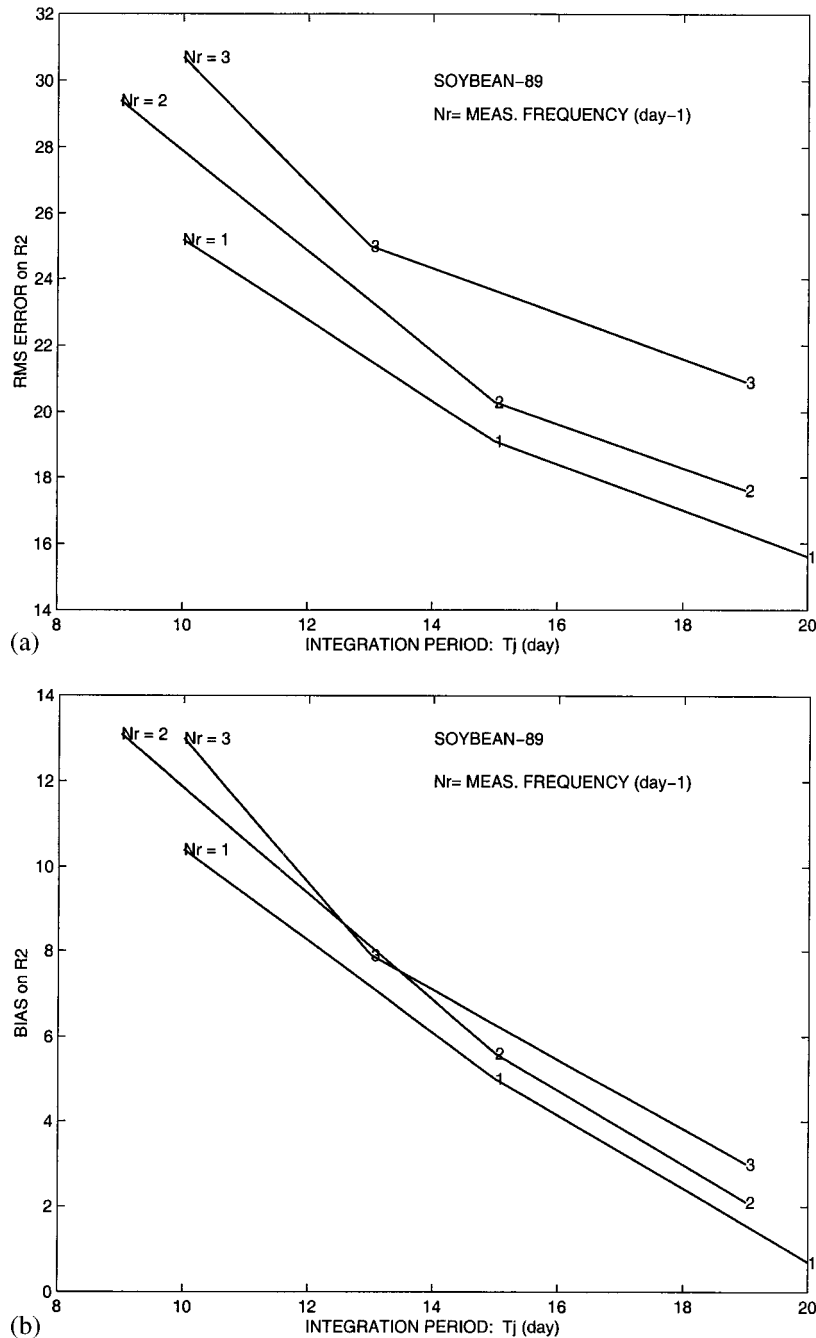 32
30
28
26
24
22
20
18
16
14
RMS ERROR on R2
Nr = 3
Nr = 2
Nr = 1
SOYBEAN-89
Nr= MEAS. FREQUENCY (day-1)
3
3
2
1
2
1
8
10
12
14
16
18
20
(a)
INTEGRATION PERIOD: Tj (day)
14
12
10
8
6
4
2
0
BIAS on R2
Nr = 2
Nr = 3
Nr = 1
SOYBEAN-89
Nr= MEAS. FREQUENCY (day-1)
3
2
1
3
2
1
8
10
12
14
16
18
20
(b)
INTEGRATION PERIOD: Tj (day)